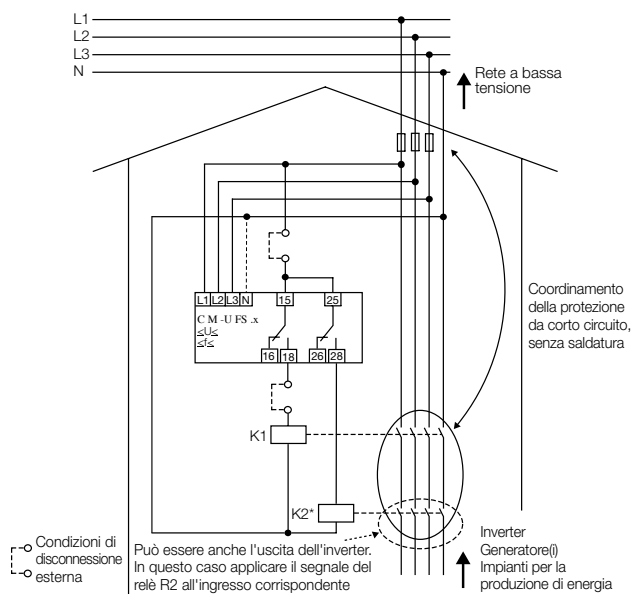 L1
L2
L3
N
Rete a bassa
tensione
L1 L2 L3 N 15 25
C M -U FS .x
≤U≤
≤f≤
16 18 26 28
Coordinamento
della protezione
da corto circuito,
senza saldatura
K1
K2*
Condizioni di
disconnessione
esterna
Può essere anche l'uscita dell'inverter.
In questo caso applicare il segnale del
relè R2 all'ingresso corrispondente
Inverter
Generatore(i)
Impianti per la
produzione di energia